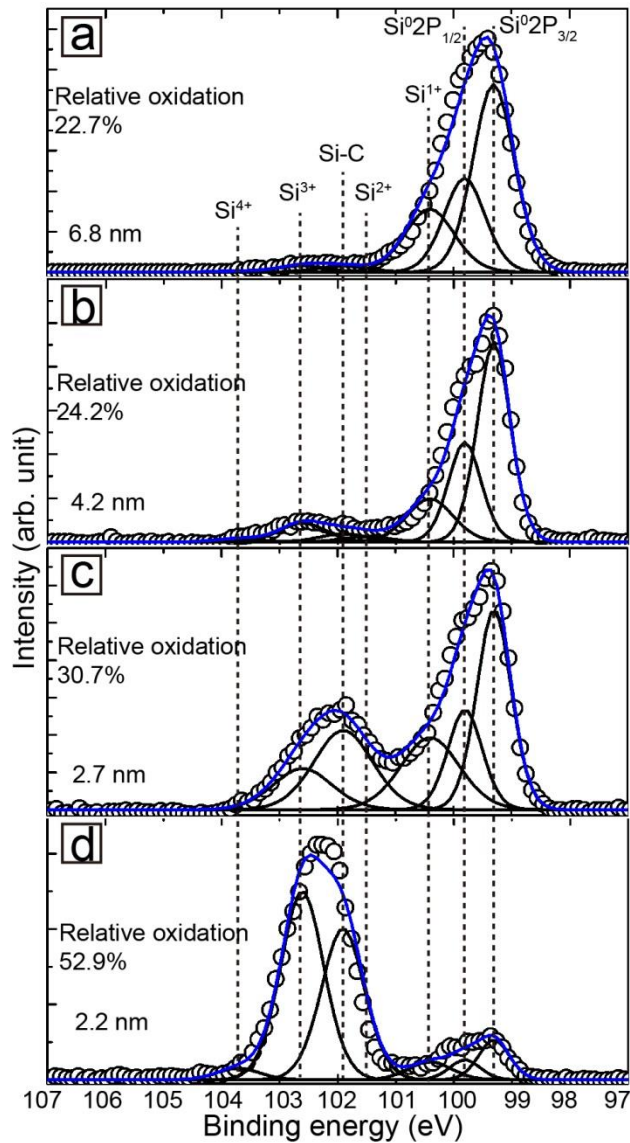 a
Si⁰2P₁/₂
Si⁰2P₃/₂
Relative oxidation
22.7%
Si¹⁺
Si-C
Si³⁺
Si²⁺
Si⁴⁺
6.8 nm
b
Relative oxidation
24.2%
4.2 nm
c
Relative oxidation
30.7%
2.7 nm
d
Relative oxidation
52.9%
2.2 nm
Intensity (arb. unit)
107 106 105 104 103 102 101 100 99 98 97
Binding energy (eV)